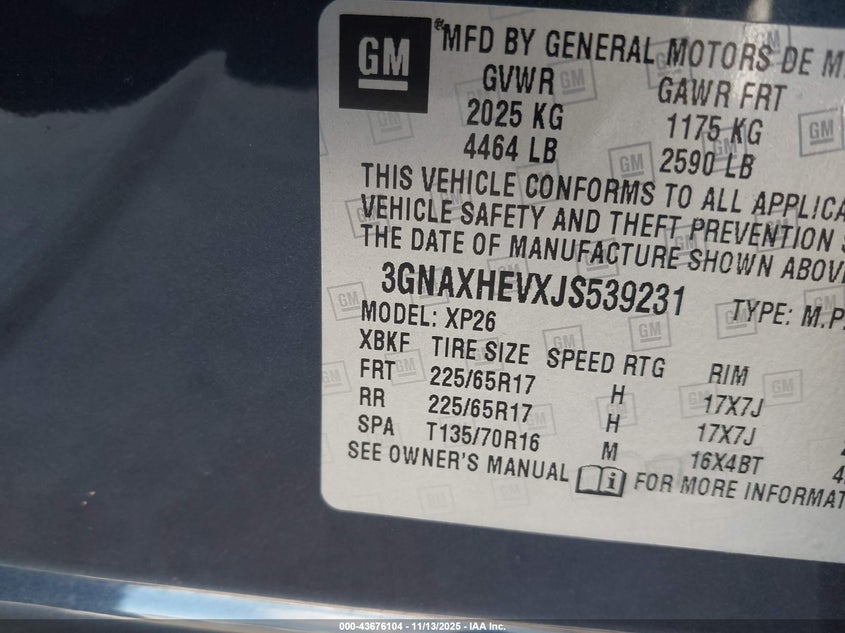 GM ® MFD BY GENERAL MOTORS DE M
GVWR GAWR FRT
2025 KG 1175 KG
4464 LB 2590 LB
THIS VEHICLE CONFORMS TO ALL
VEHICLE SAFETY AND THEFT PREVENTION
THE DATE OF MANUFACTURE SHOWN
3GNAXHEVXJS539231 TYPE: M.P.
MODEL: XP26
XBKF TIRE SIZE SPEED RTG RIM
FRT 225/65R17 H 17X7J
RR 225/65R17 H 17X7J
SPA T135/70R16 M 16X4BT
SEE OWNER'S MANUAL FOR MORE
000-43676104 - 11/13/2025 - IAA Inc.